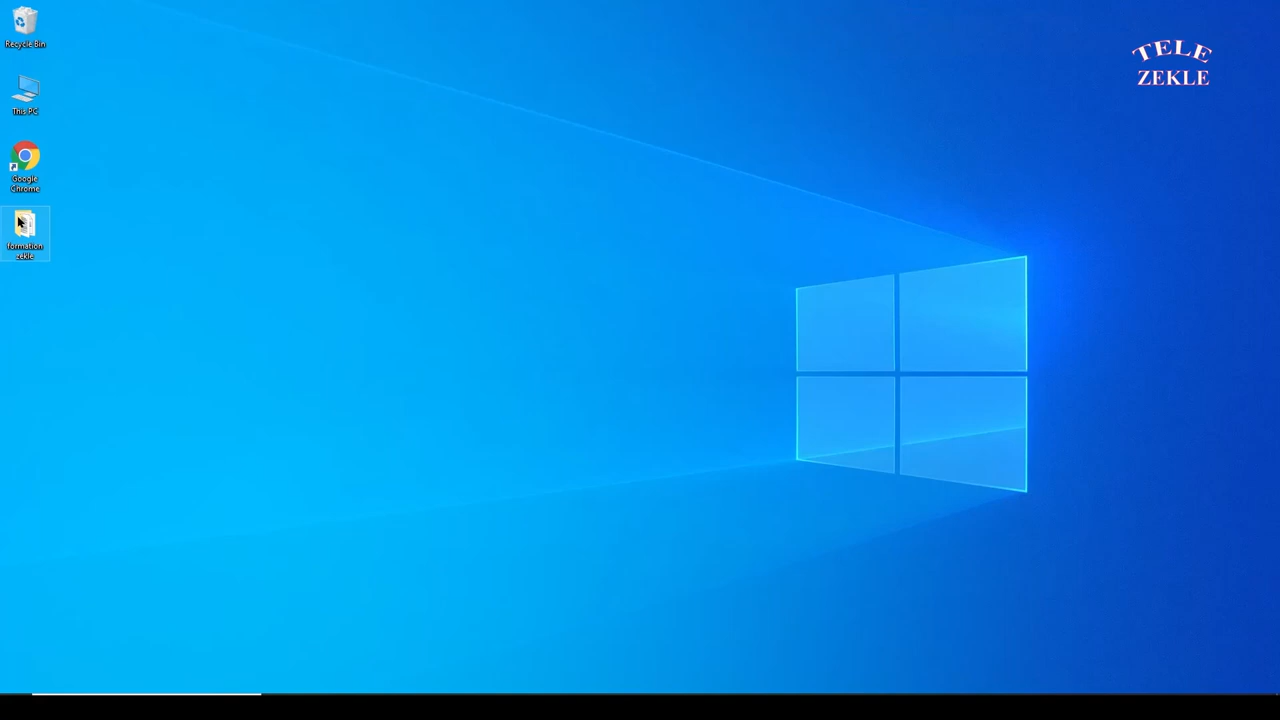 Recycle Bin
This PC
Google
Chrome
formation
zekle
TELE
ZEKLE